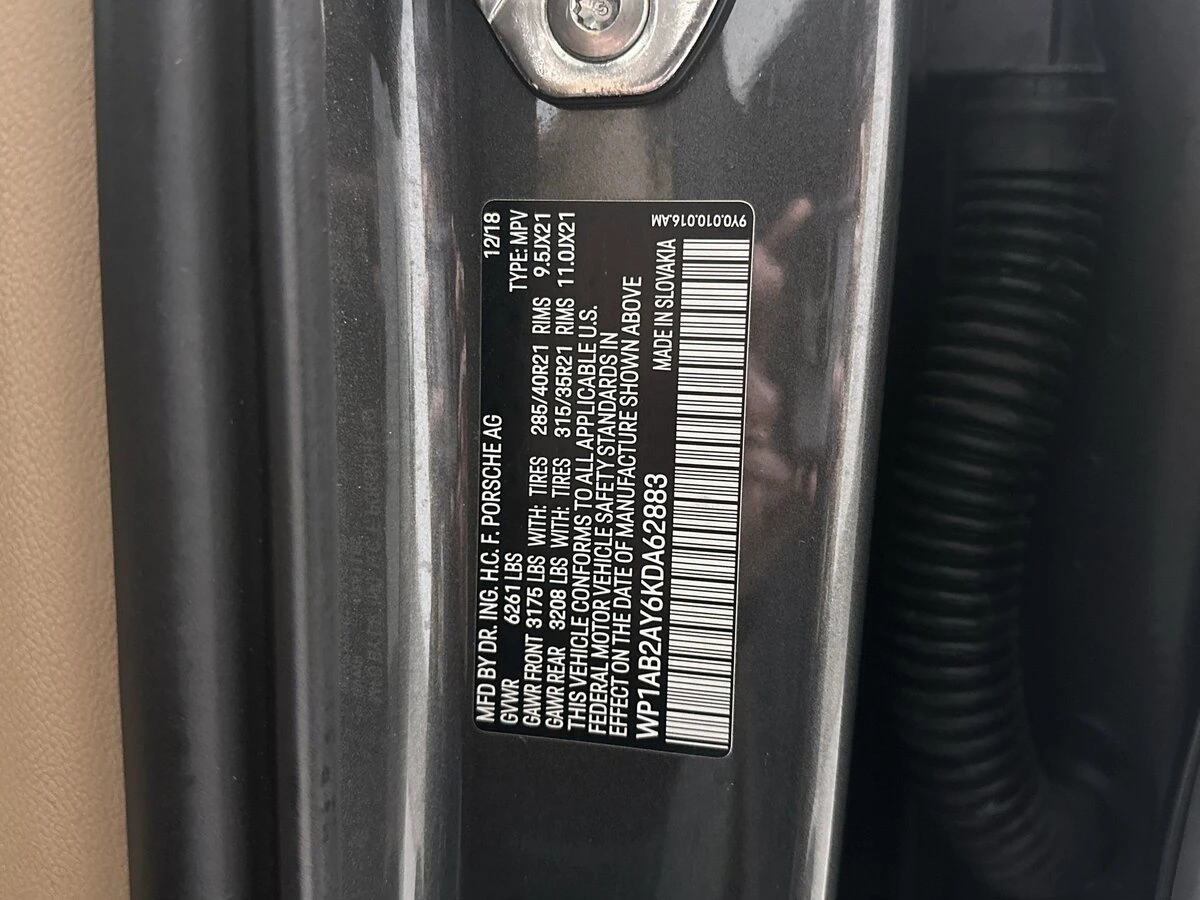 MFD BY DR. ING. H.C. F. PORSCHE AG 12/18
GVWR 6261 LBS TYPE: MPV
GAWR FRONT 3175 LBS WITH: TIRES 285/40R21 RIMS 9.5JX21
GAWR REAR 3208 LBS WITH: TIRES 315/35R21 RIMS 11.0JX21
THIS VEHICLE CONFORMS TO ALL APPLICABLE U.S.
FEDERAL MOTOR VEHICLE SAFETY STANDARDS IN
EFFECT ON THE DATE OF MANUFACTURE SHOWN ABOVE
WP1AB2AY6KDA62883 MADE IN SLOVAKIA
9Y0.010.016.AM